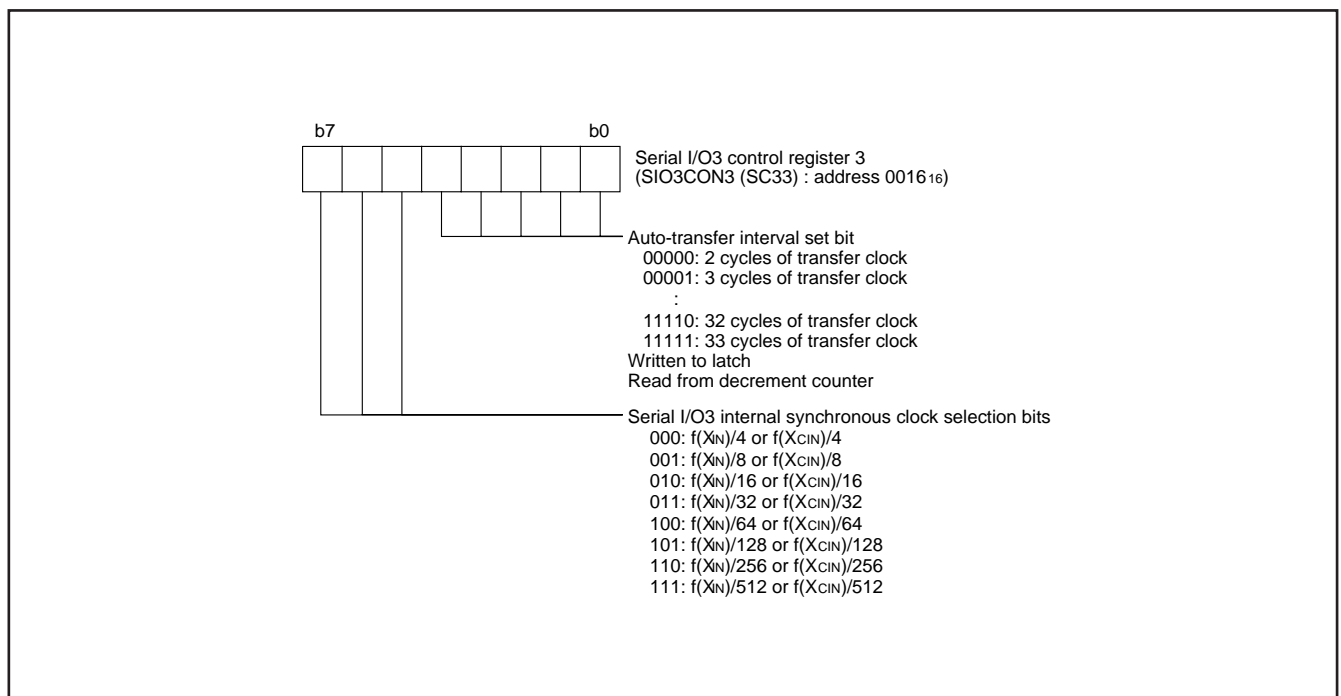 b7 b0
Serial I/O3 control register 3
(SIO3CON3 (SC33) : address 0016₁₆)
Auto-transfer interval set bit
00000: 2 cycles of transfer clock
00001: 3 cycles of transfer clock
:
11110: 32 cycles of transfer clock
11111: 33 cycles of transfer clock
Written to latch
Read from decrement counter
Serial I/O3 internal synchronous clock selection bits
000: f(XIN)/4 or f(XCIN)/4
001: f(XIN)/8 or f(XCIN)/8
010: f(XIN)/16 or f(XCIN)/16
011: f(XIN)/32 or f(XCIN)/32
100: f(XIN)/64 or f(XCIN)/64
101: f(XIN)/128 or f(XCIN)/128
110: f(XIN)/256 or f(XCIN)/256
111: f(XIN)/512 or f(XCIN)/512